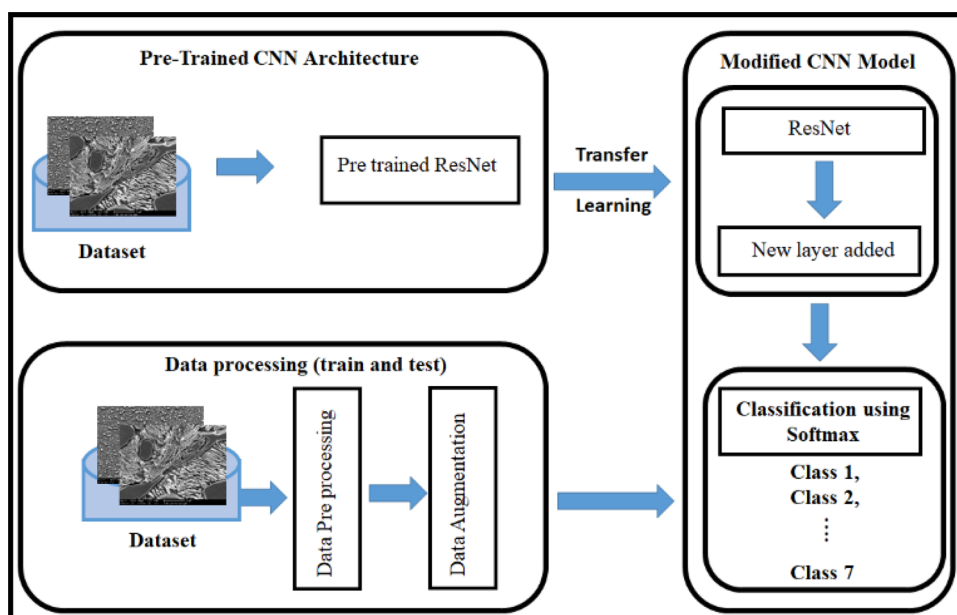 Pre-Trained CNN Architecture
Dataset
Pre trained ResNet
Transfer
Learning
Modified CNN Model
ResNet
New layer added
Data processing (train and test)
Dataset
Data Pre processing
Data Augmentation
Classification using
Softmax
Class 1,
Class 2,
⋮
Class 7